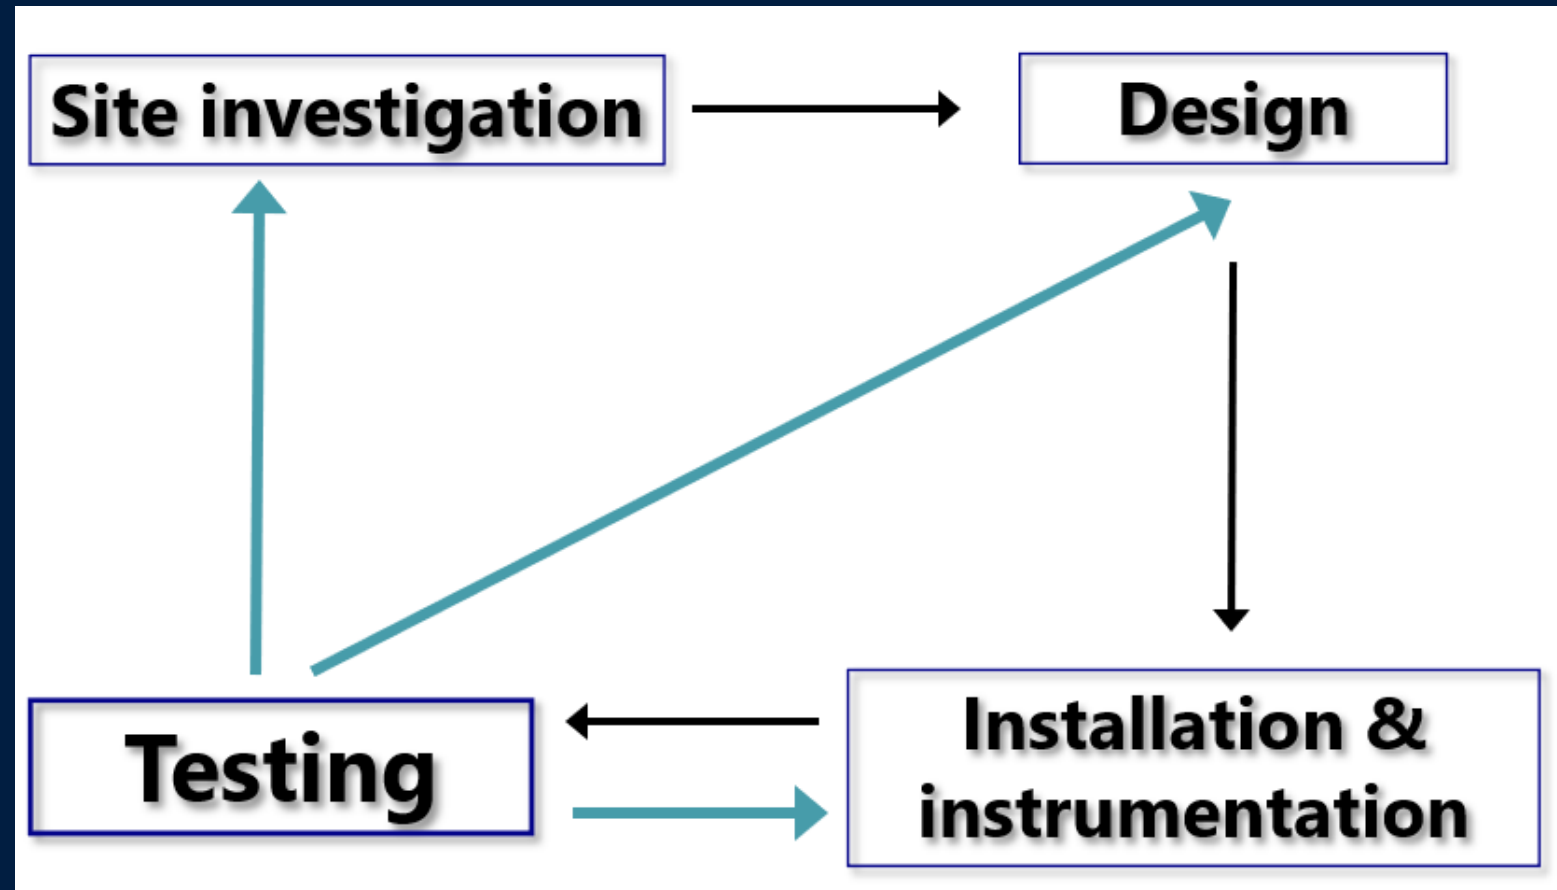 Site investigation
Design
Testing
Installation &
instrumentation